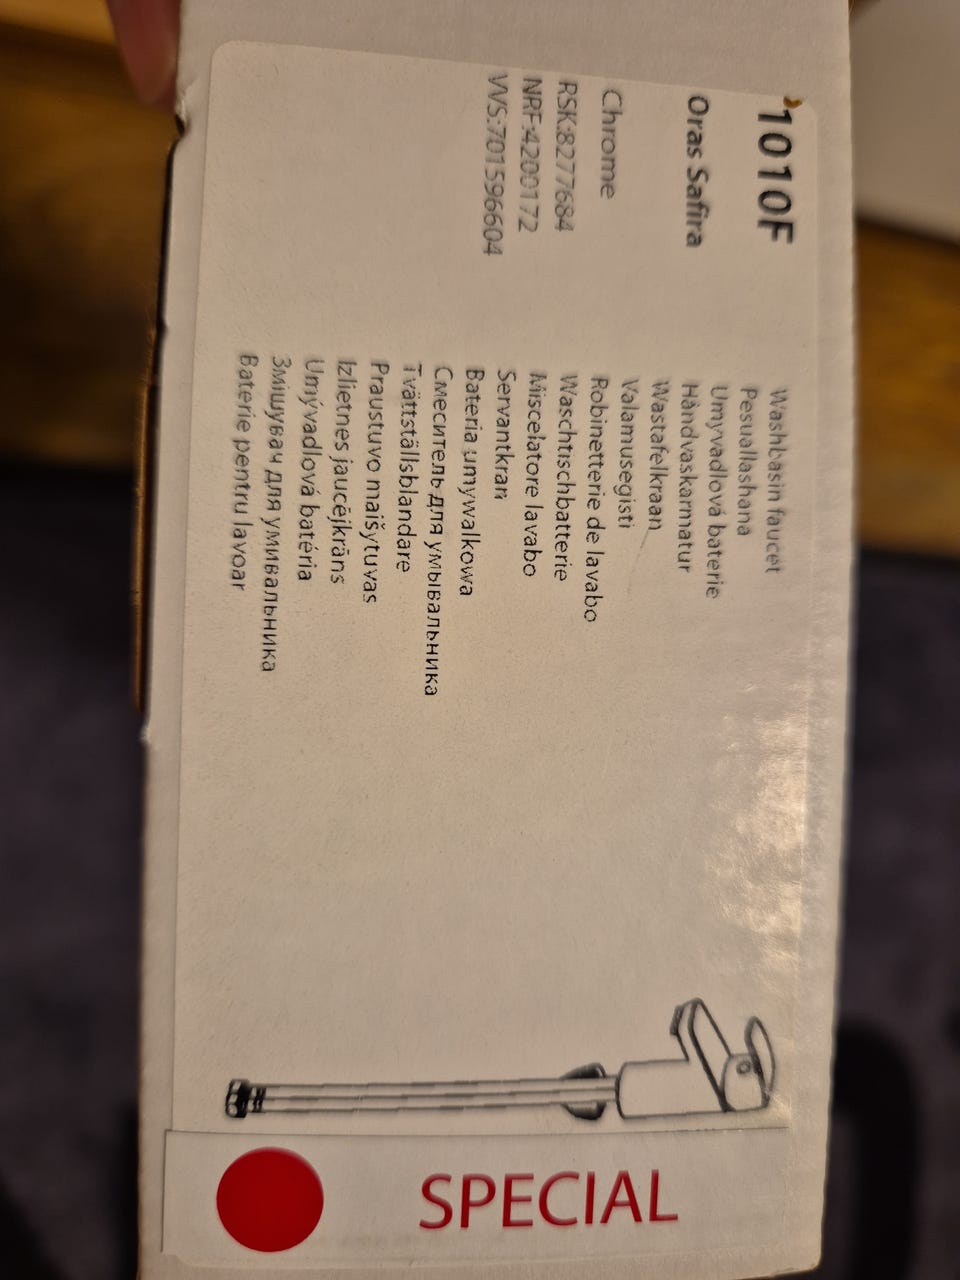 1010F
Oras Safira
Chrome
RSK:8277684
NRF:4200172
VVS:701596604
Washbasin faucet
Pesuallashana
Umyvadlová baterie
Håndvaskarmatur
Wastafelkraan
Valamusegisti
Robinetterie de lavabo
Waschtischbatterie
Miscelatore lavabo
Servantkran
Bateria umywalkowa
Смеситель для умывальника
Tvättställsblandare
Praustuvo maišytuvas
Izlietnes jaucējkrāns
Umývadlová batéria
Змішувач для умивальника
Baterie pentru lavoar
SPECIAL